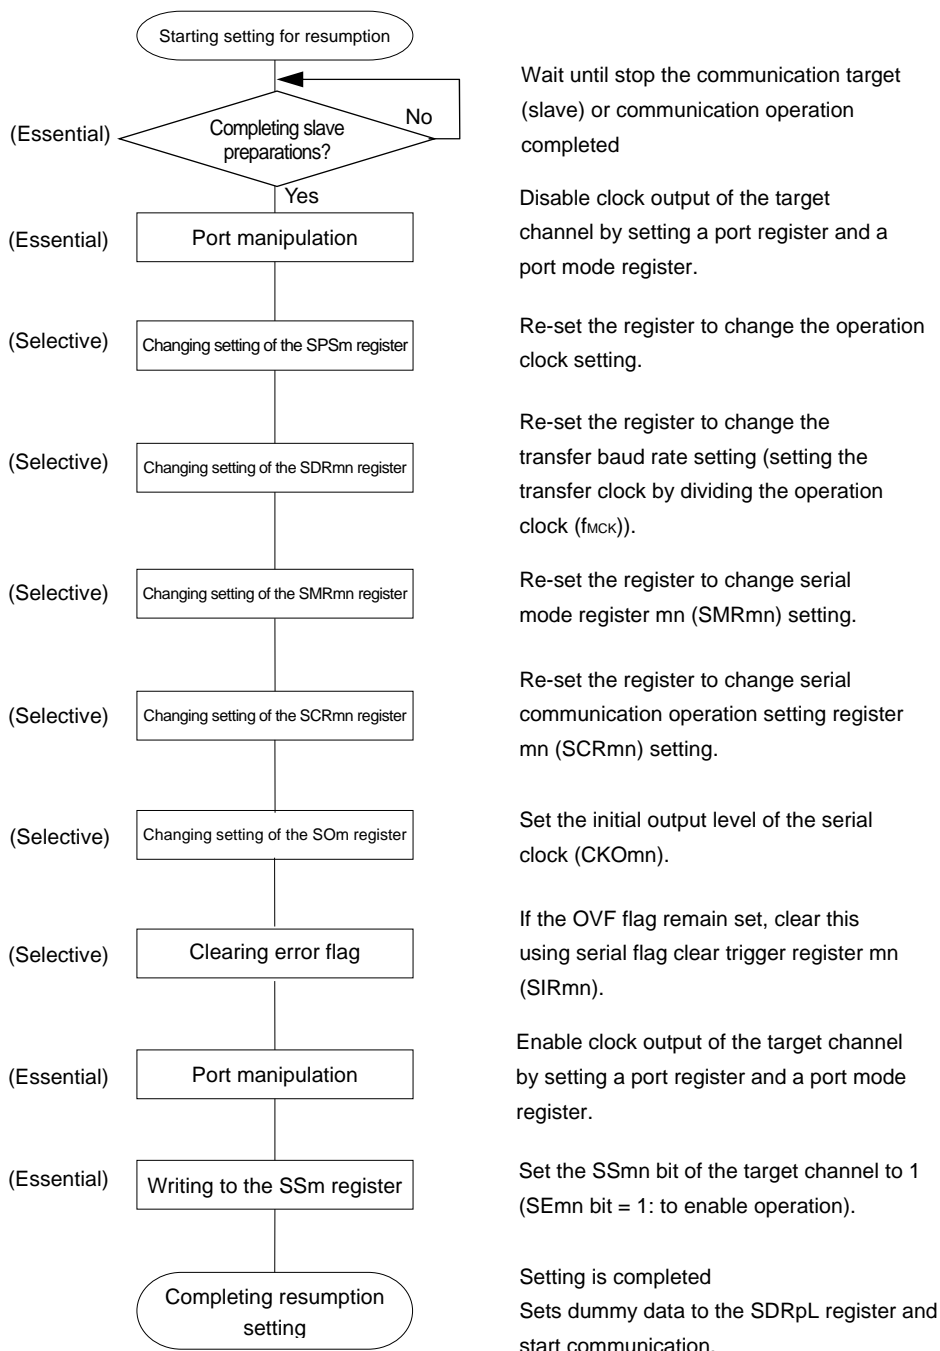 Starting setting for resumption
Wait until stop the communication target
(slave) or communication operation
completed
(Essential)
Completing slave
preparations?
No
Yes
(Essential)
Port manipulation
Disable clock output of the target
channel by setting a port register and a
port mode register.
(Selective)
Changing setting of the SPSm register
Re-set the register to change the operation
clock setting.
(Selective)
Changing setting of the SDRmn register
Re-set the register to change the
transfer baud rate setting (setting the
transfer clock by dividing the operation
clock (fMCK)).
(Selective)
Changing setting of the SMRmn register
Re-set the register to change serial
mode register mn (SMRmn) setting.
(Selective)
Changing setting of the SCRmn register
Re-set the register to change serial
communication operation setting register
mn (SCRmn) setting.
(Selective)
Changing setting of the SOm register
Set the initial output level of the serial
clock (CKOmn).
(Selective)
Clearing error flag
If the OVF flag remain set, clear this
using serial flag clear trigger register mn
(SIRmn).
(Essential)
Port manipulation
Enable clock output of the target channel
by setting a port register and a port mode
register.
(Essential)
Writing to the SSm register
Set the SSmn bit of the target channel to 1
(SEmn bit = 1: to enable operation).
Completing resumption
setting
Setting is completed
Sets dummy data to the SDRpL register and
start communication.